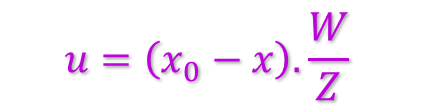 u = (x₀ − x). W/Z